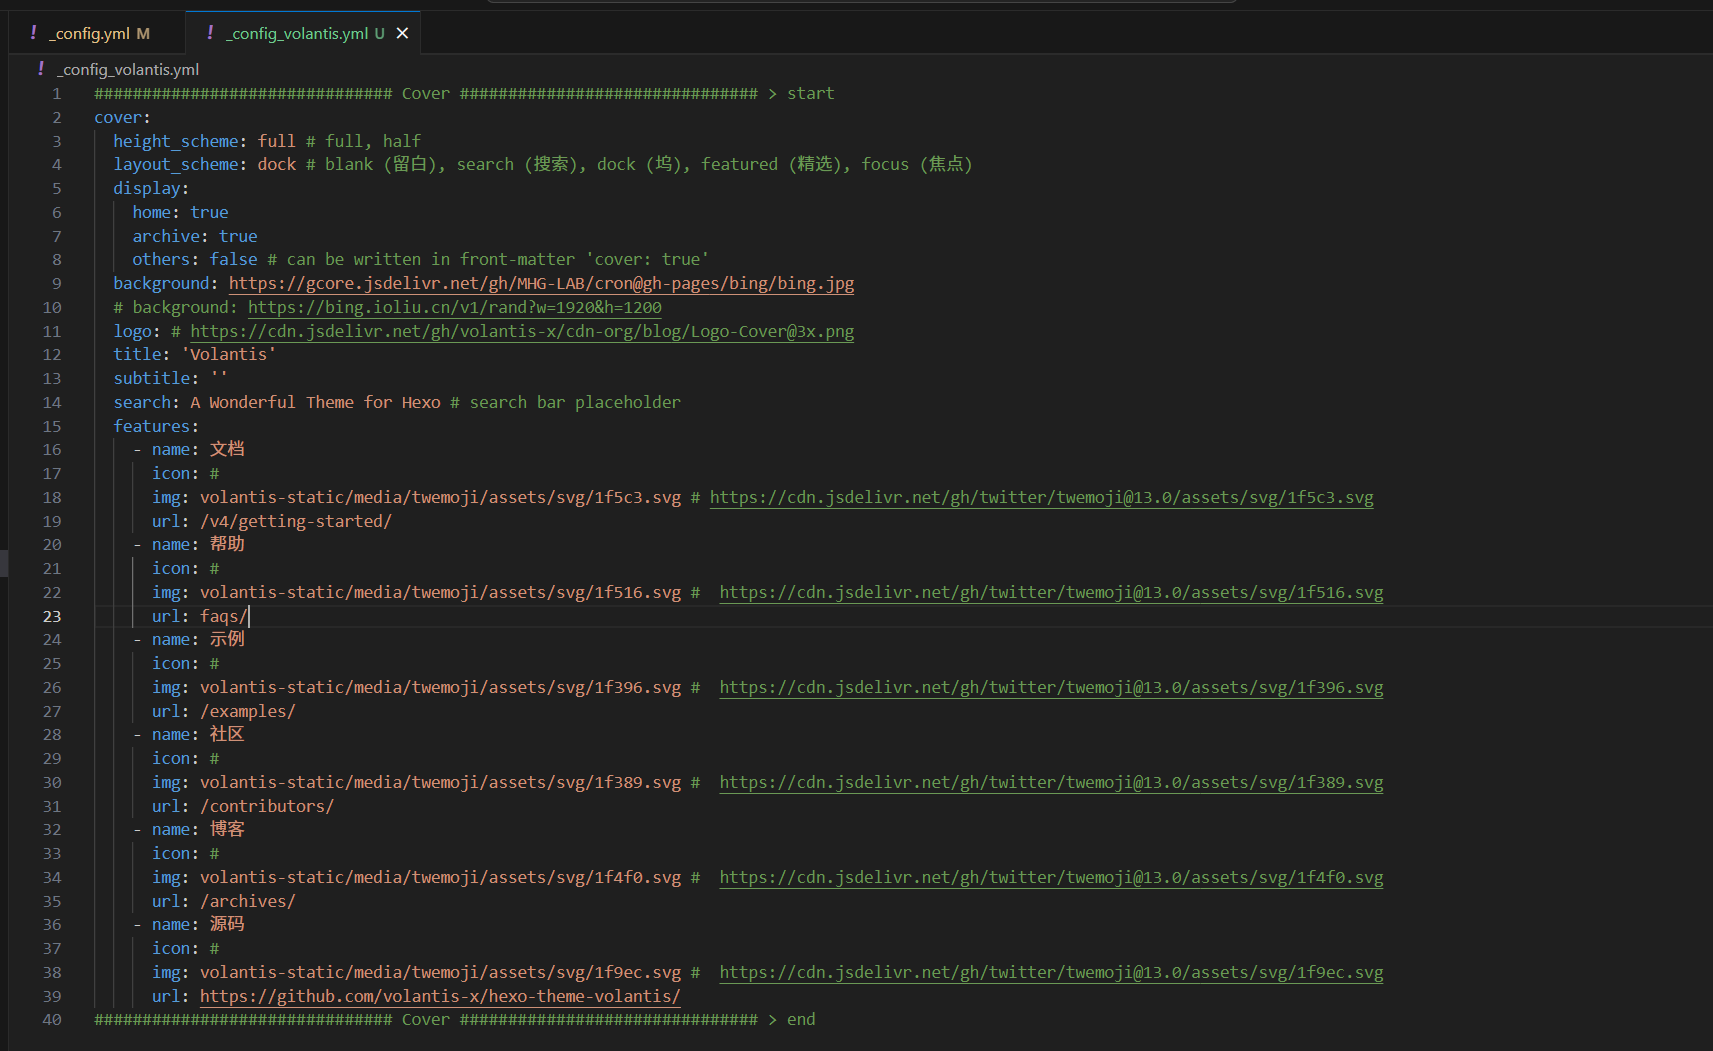 ! _config.yml M
! _config_volantis.yml U ×
! _config_volantis.yml
1 ############################### Cover ############################### > start
2 cover:
3   height_scheme: full # full, half
4   layout_scheme: dock # blank (留白), search (搜索), dock (坞), featured (精选), focus (焦点)
5   display:
6     home: true
7     archive: true
8     others: false # can be written in front-matter 'cover: true'
9   background: https://gcore.jsdelivr.net/gh/MHG-LAB/cron@gh-pages/bing/bing.jpg
10   # background: https://bing.ioliu.cn/v1/rand?w=1920&h=1200
11   logo: # https://cdn.jsdelivr.net/gh/volantis-x/cdn-org/blog/Logo-Cover@3x.png
12   title: 'Volantis'
13   subtitle: ''
14   search: A Wonderful Theme for Hexo # search bar placeholder
15   features:
16     - name: 文档
17       icon: #
18       img: volantis-static/media/twemoji/assets/svg/1f5c3.svg # https://cdn.jsdelivr.net/gh/twitter/twemoji@13.0/assets/svg/1f5c3.svg
19       url: /v4/getting-started/
20     - name: 帮助
21       icon: #
22       img: volantis-static/media/twemoji/assets/svg/1f516.svg #  https://cdn.jsdelivr.net/gh/twitter/twemoji@13.0/assets/svg/1f516.svg
23       url: faqs/
24     - name: 示例
25       icon: #
26       img: volantis-static/media/twemoji/assets/svg/1f396.svg #  https://cdn.jsdelivr.net/gh/twitter/twemoji@13.0/assets/svg/1f396.svg
27       url: /examples/
28     - name: 社区
29       icon: #
30       img: volantis-static/media/twemoji/assets/svg/1f389.svg #  https://cdn.jsdelivr.net/gh/twitter/twemoji@13.0/assets/svg/1f389.svg
31       url: /contributors/
32     - name: 博客
33       icon: #
34       img: volantis-static/media/twemoji/assets/svg/1f4f0.svg #  https://cdn.jsdelivr.net/gh/twitter/twemoji@13.0/assets/svg/1f4f0.svg
35       url: /archives/
36     - name: 源码
37       icon: #
38       img: volantis-static/media/twemoji/assets/svg/1f9ec.svg #  https://cdn.jsdelivr.net/gh/twitter/twemoji@13.0/assets/svg/1f9ec.svg
39       url: https://github.com/volantis-x/hexo-theme-volantis/
40 ############################### Cover ############################### > end